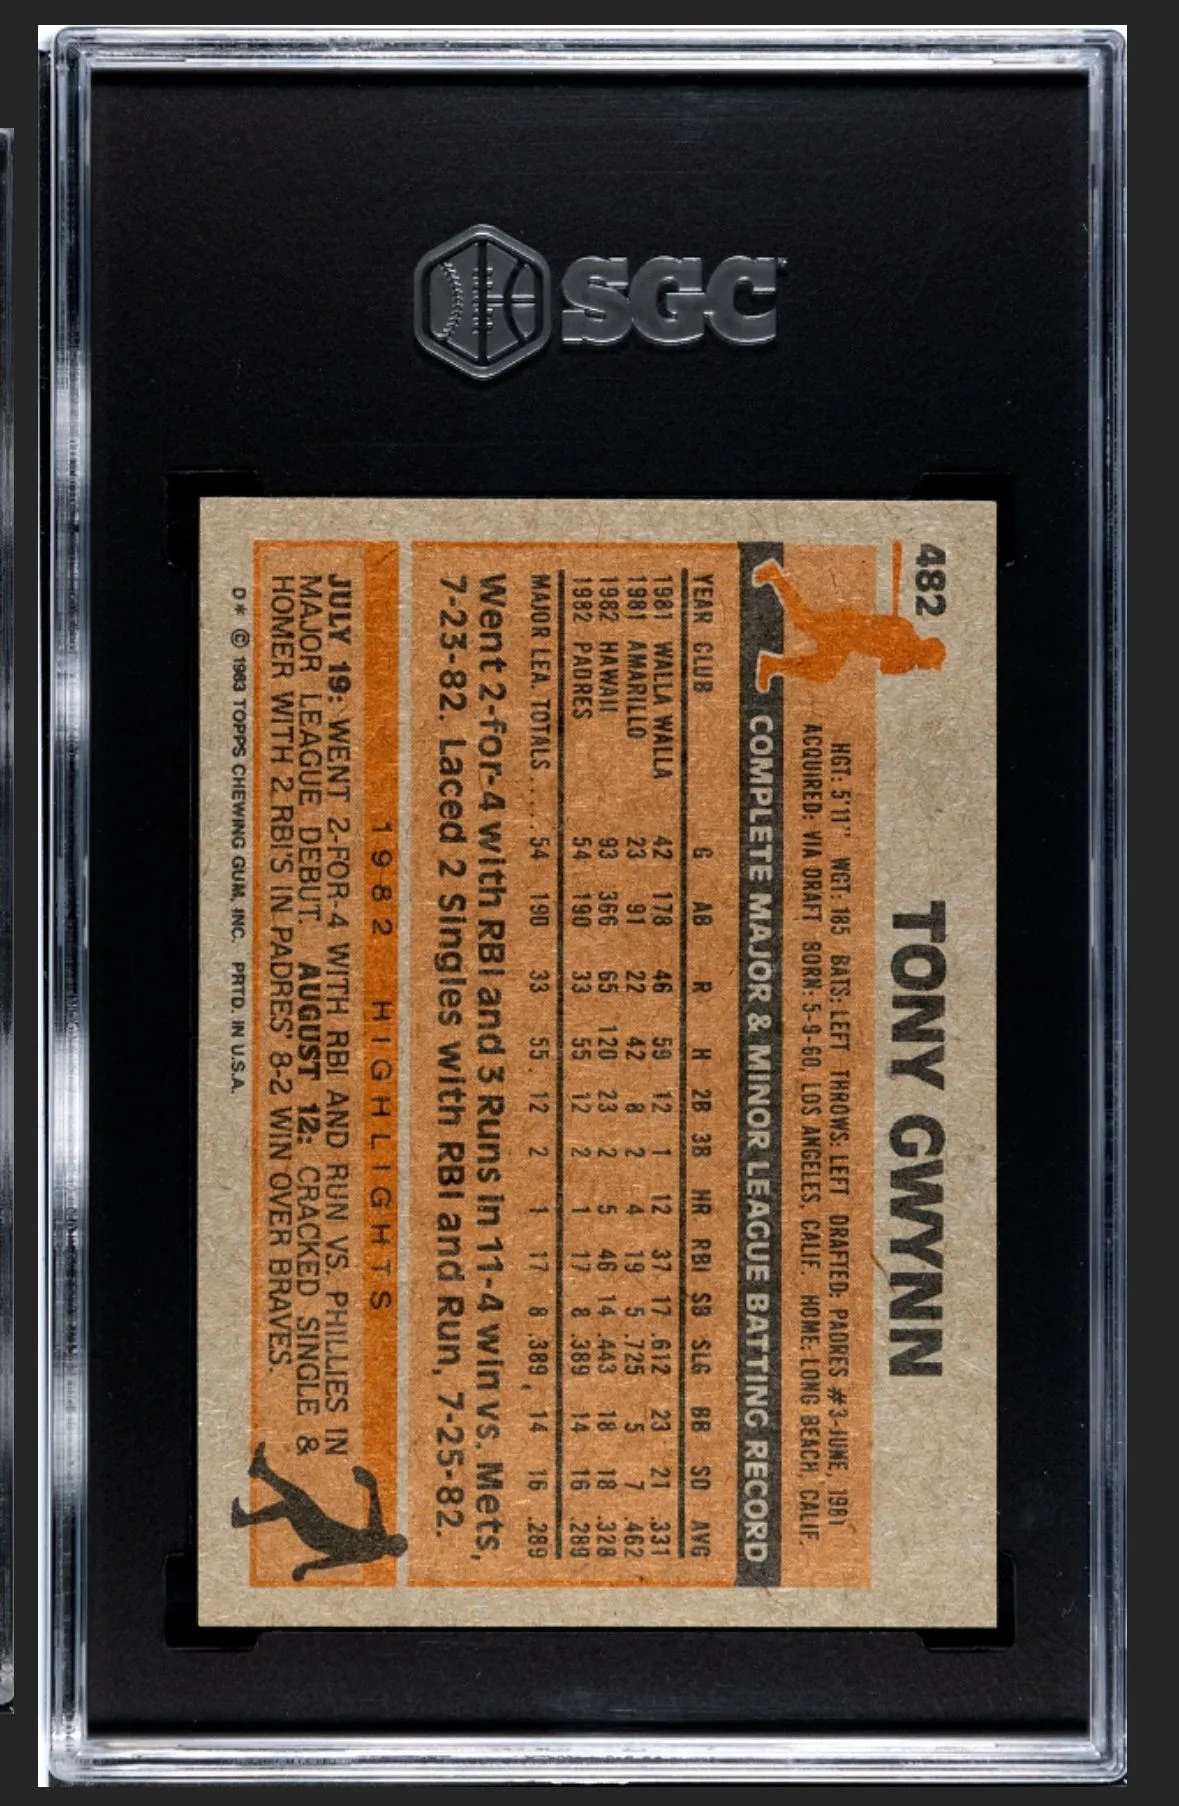 SGC
482
TONY GWYNN
HGT: 5'11" WGT: 185 BATS: LEFT THROWS: LEFT DRAFTED: PADRES #3-JUNE, 1981
ACQUIRED: VIA DRAFT BORN: 5-9-60, LOS ANGELES, CALIF. HOME: LONG BEACH, CALIF.
COMPLETE MAJOR & MINOR LEAGUE BATTING RECORD
YEAR CLUB G AB R H 2B 3B HR RBI SB SLG BB SO AVG
1981 WALLA WALLA 42 178 46 59 12 1 12 37 17 .612 23 21 .331
1981 AMARILLO 23 91 22 42 8 2 4 19 5 .725 5 7 .462
1982 HAWAII 93 366 65 120 23 2 5 46 14 .443 18 18 .328
1982 PADRES 54 190 33 55 12 2 1 17 8 .389 14 16 .289
MAJOR LEA. TOTALS ..... 54 190 33 55 12 2 1 17 8 .389 14 16 .289
Went 2-for-4 with RBI and 3 Runs in 11-4 win vs. Mets,
7-23-82. Laced 2 Singles with RBI and Run, 7-25-82.
1982 HIGHLIGHTS
JULY 19: WENT 2-FOR-4 WITH RBI AND RUN VS. PHILLIES IN
MAJOR LEAGUE DEBUT. AUGUST 12: CRACKED SINGLE &
HOMER WITH 2 RBI'S IN PADRES' 8-2 WIN OVER BRAVES.
D* © 1983 TOPPS CHEWING GUM, INC. PRTD. IN U.S.A.